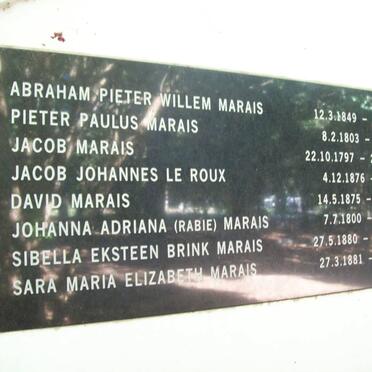 ABRAHAM PIETER WILLEM MARAIS 12.3.1849 -
PIETER PAULUS MARAIS 8.2.1803 -
JACOB MARAIS 22.10.1797 -
JACOB JOHANNES LE ROUX 4.12.1876 -
DAVID MARAIS 14.5.1875 -
JOHANNA ADRIANA (RABIE) MARAIS 7.7.1800 -
SIBELLA EKSTEEN BRINK MARAIS 27.5.1880 -
SARA MARIA ELIZABETH MARAIS 27.3.1881 -